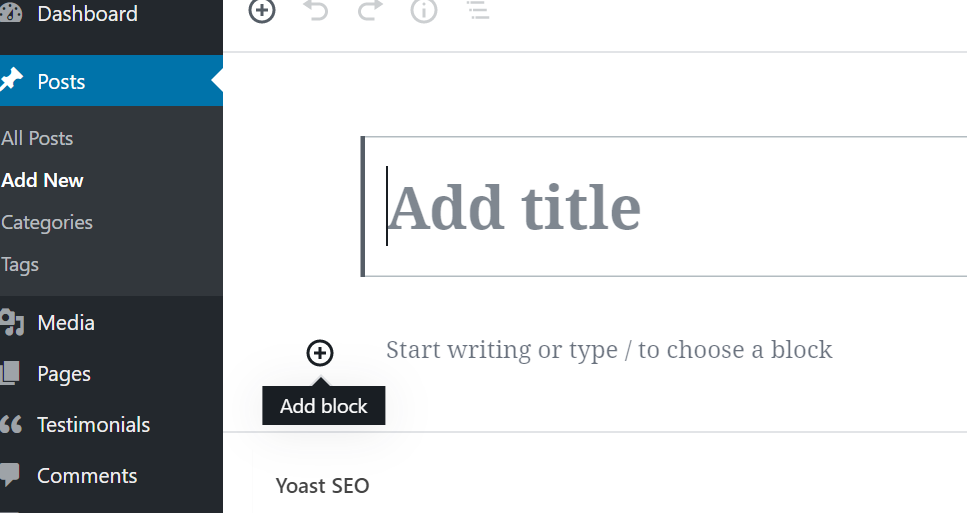 Dashboard
Posts
All Posts
Add New
Categories
Tags
Media
Pages
Testimonials
Comments
Add title
Start writing or type / to choose a block
Add block
Yoast SEO